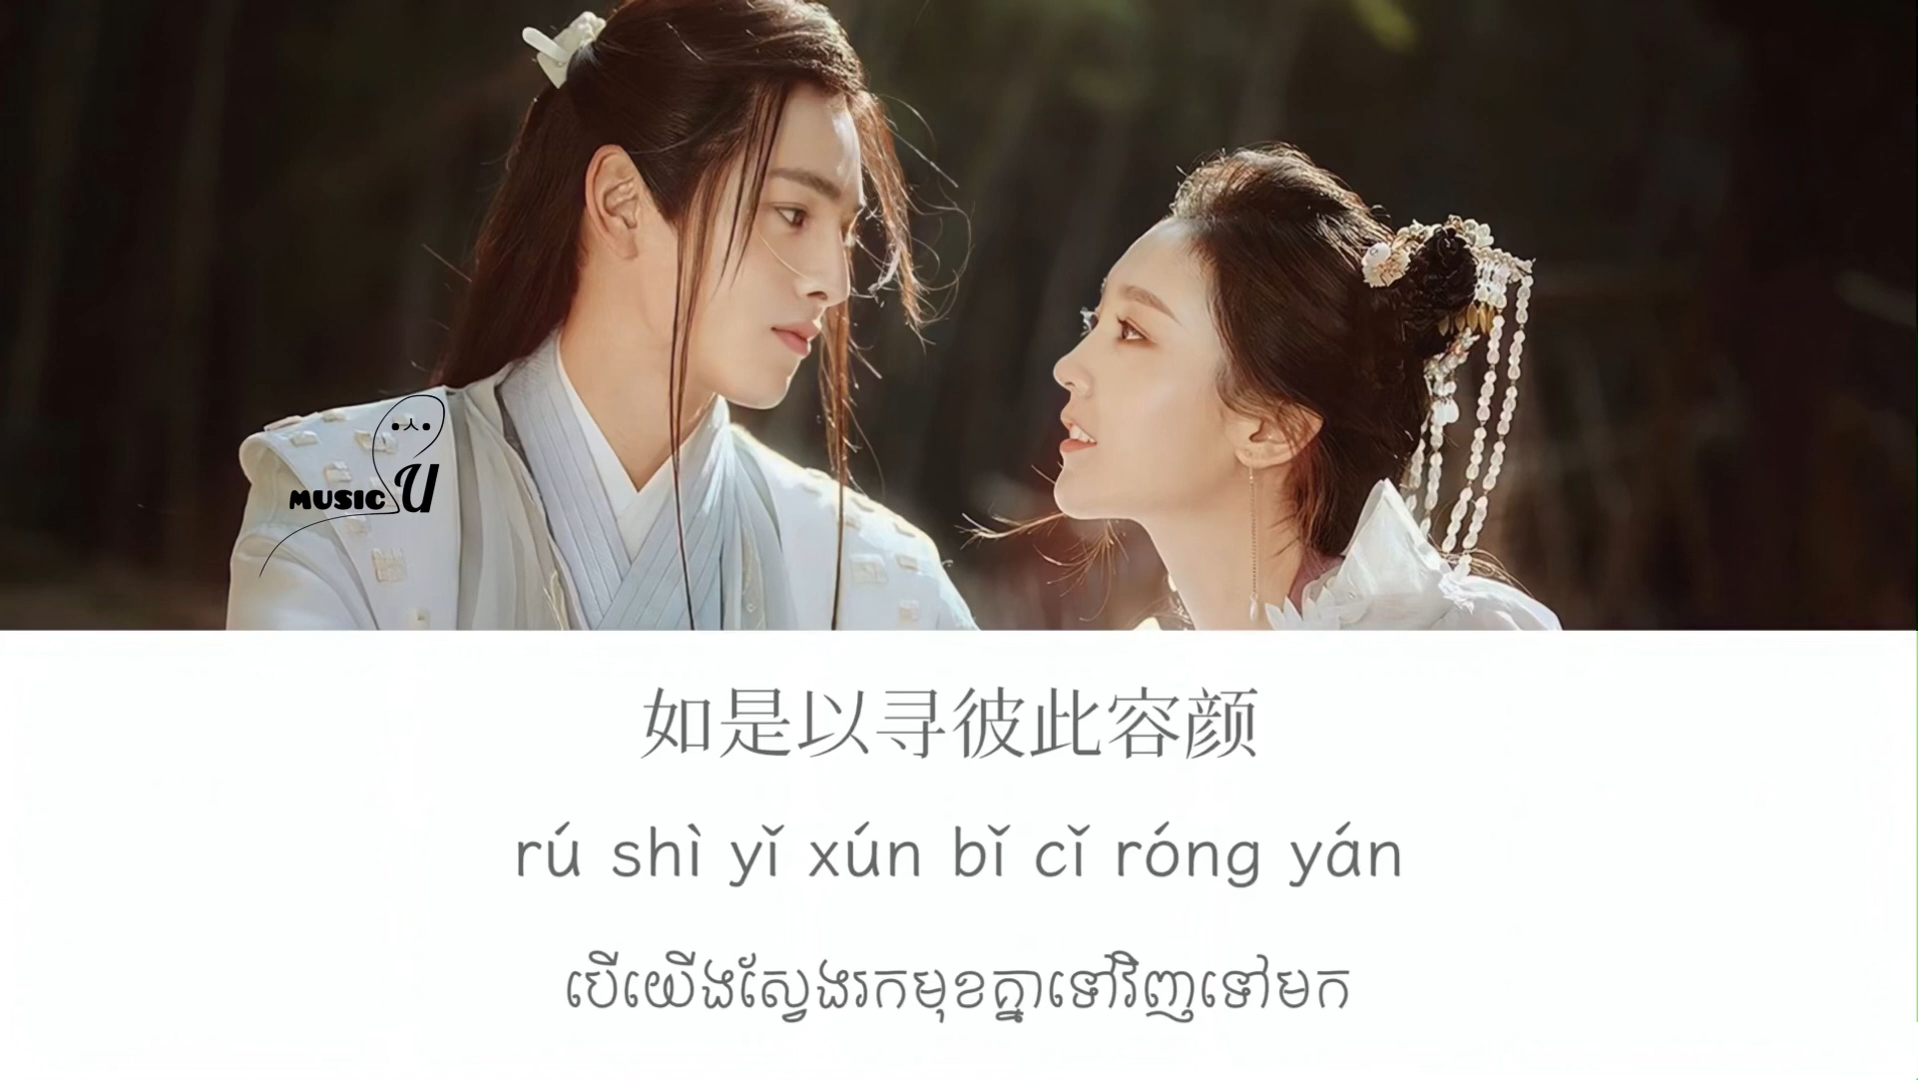 MUSIC U
如是以寻彼此容颜
rú shì yǐ xún bǐ cǐ róng yán
បើយើងស្វែងរកមុខគ្នាទៅវិញទៅមក